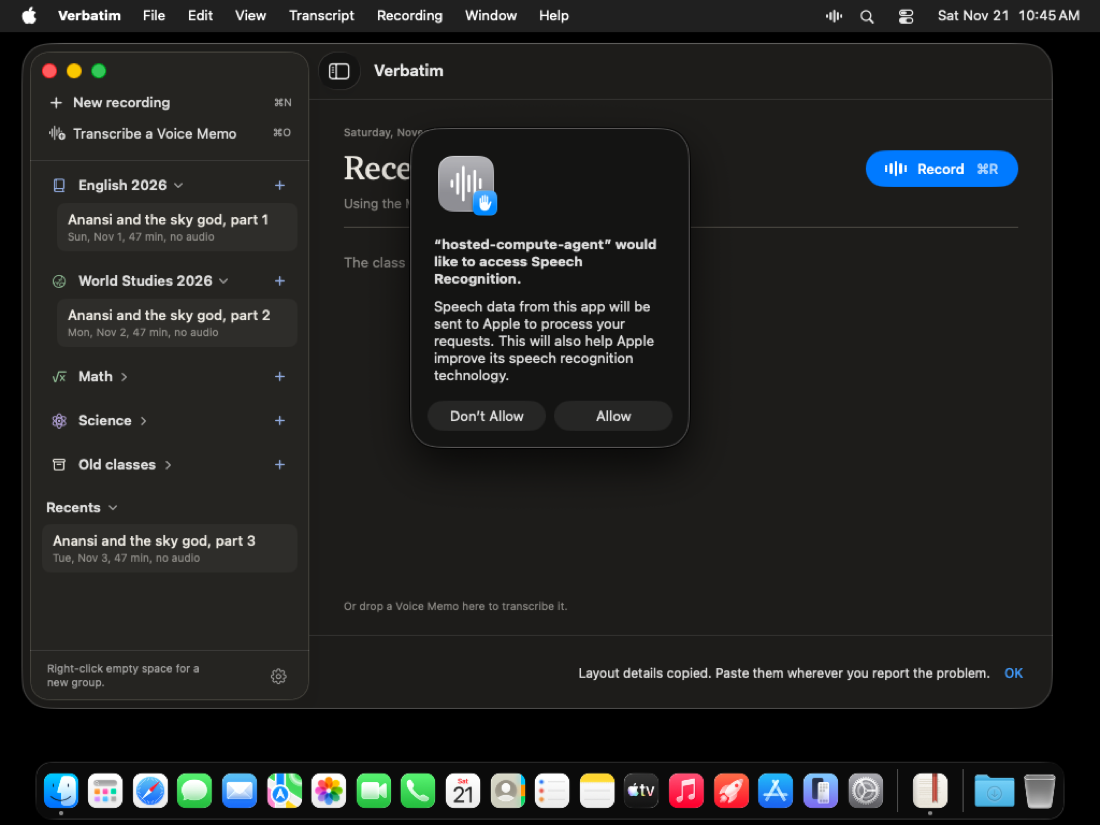 Verbatim File Edit View Transcript Recording Window Help Sat Nov 21 10:45 AM
Verbatim
New recording ⌘N
Transcribe a Voice Memo ⌘O
English 2026
Anansi and the sky god, part 1
Sun, Nov 1, 47 min, no audio
World Studies 2026
Anansi and the sky god, part 2
Mon, Nov 2, 47 min, no audio
Math
Science
Old classes
Recents
Anansi and the sky god, part 3
Tue, Nov 3, 47 min, no audio
Right-click empty space for a
new group.
Saturday,
Using the
The class
Record ⌘R
“hosted-compute-agent” would
like to access Speech
Recognition.
Speech data from this app will be
sent to Apple to process your
requests. This will also help Apple
improve its speech recognition
technology.
Don’t Allow Allow
Or drop a Voice Memo here to transcribe it.
Layout details copied. Paste them wherever you report the problem. OK
Sat
21
tv